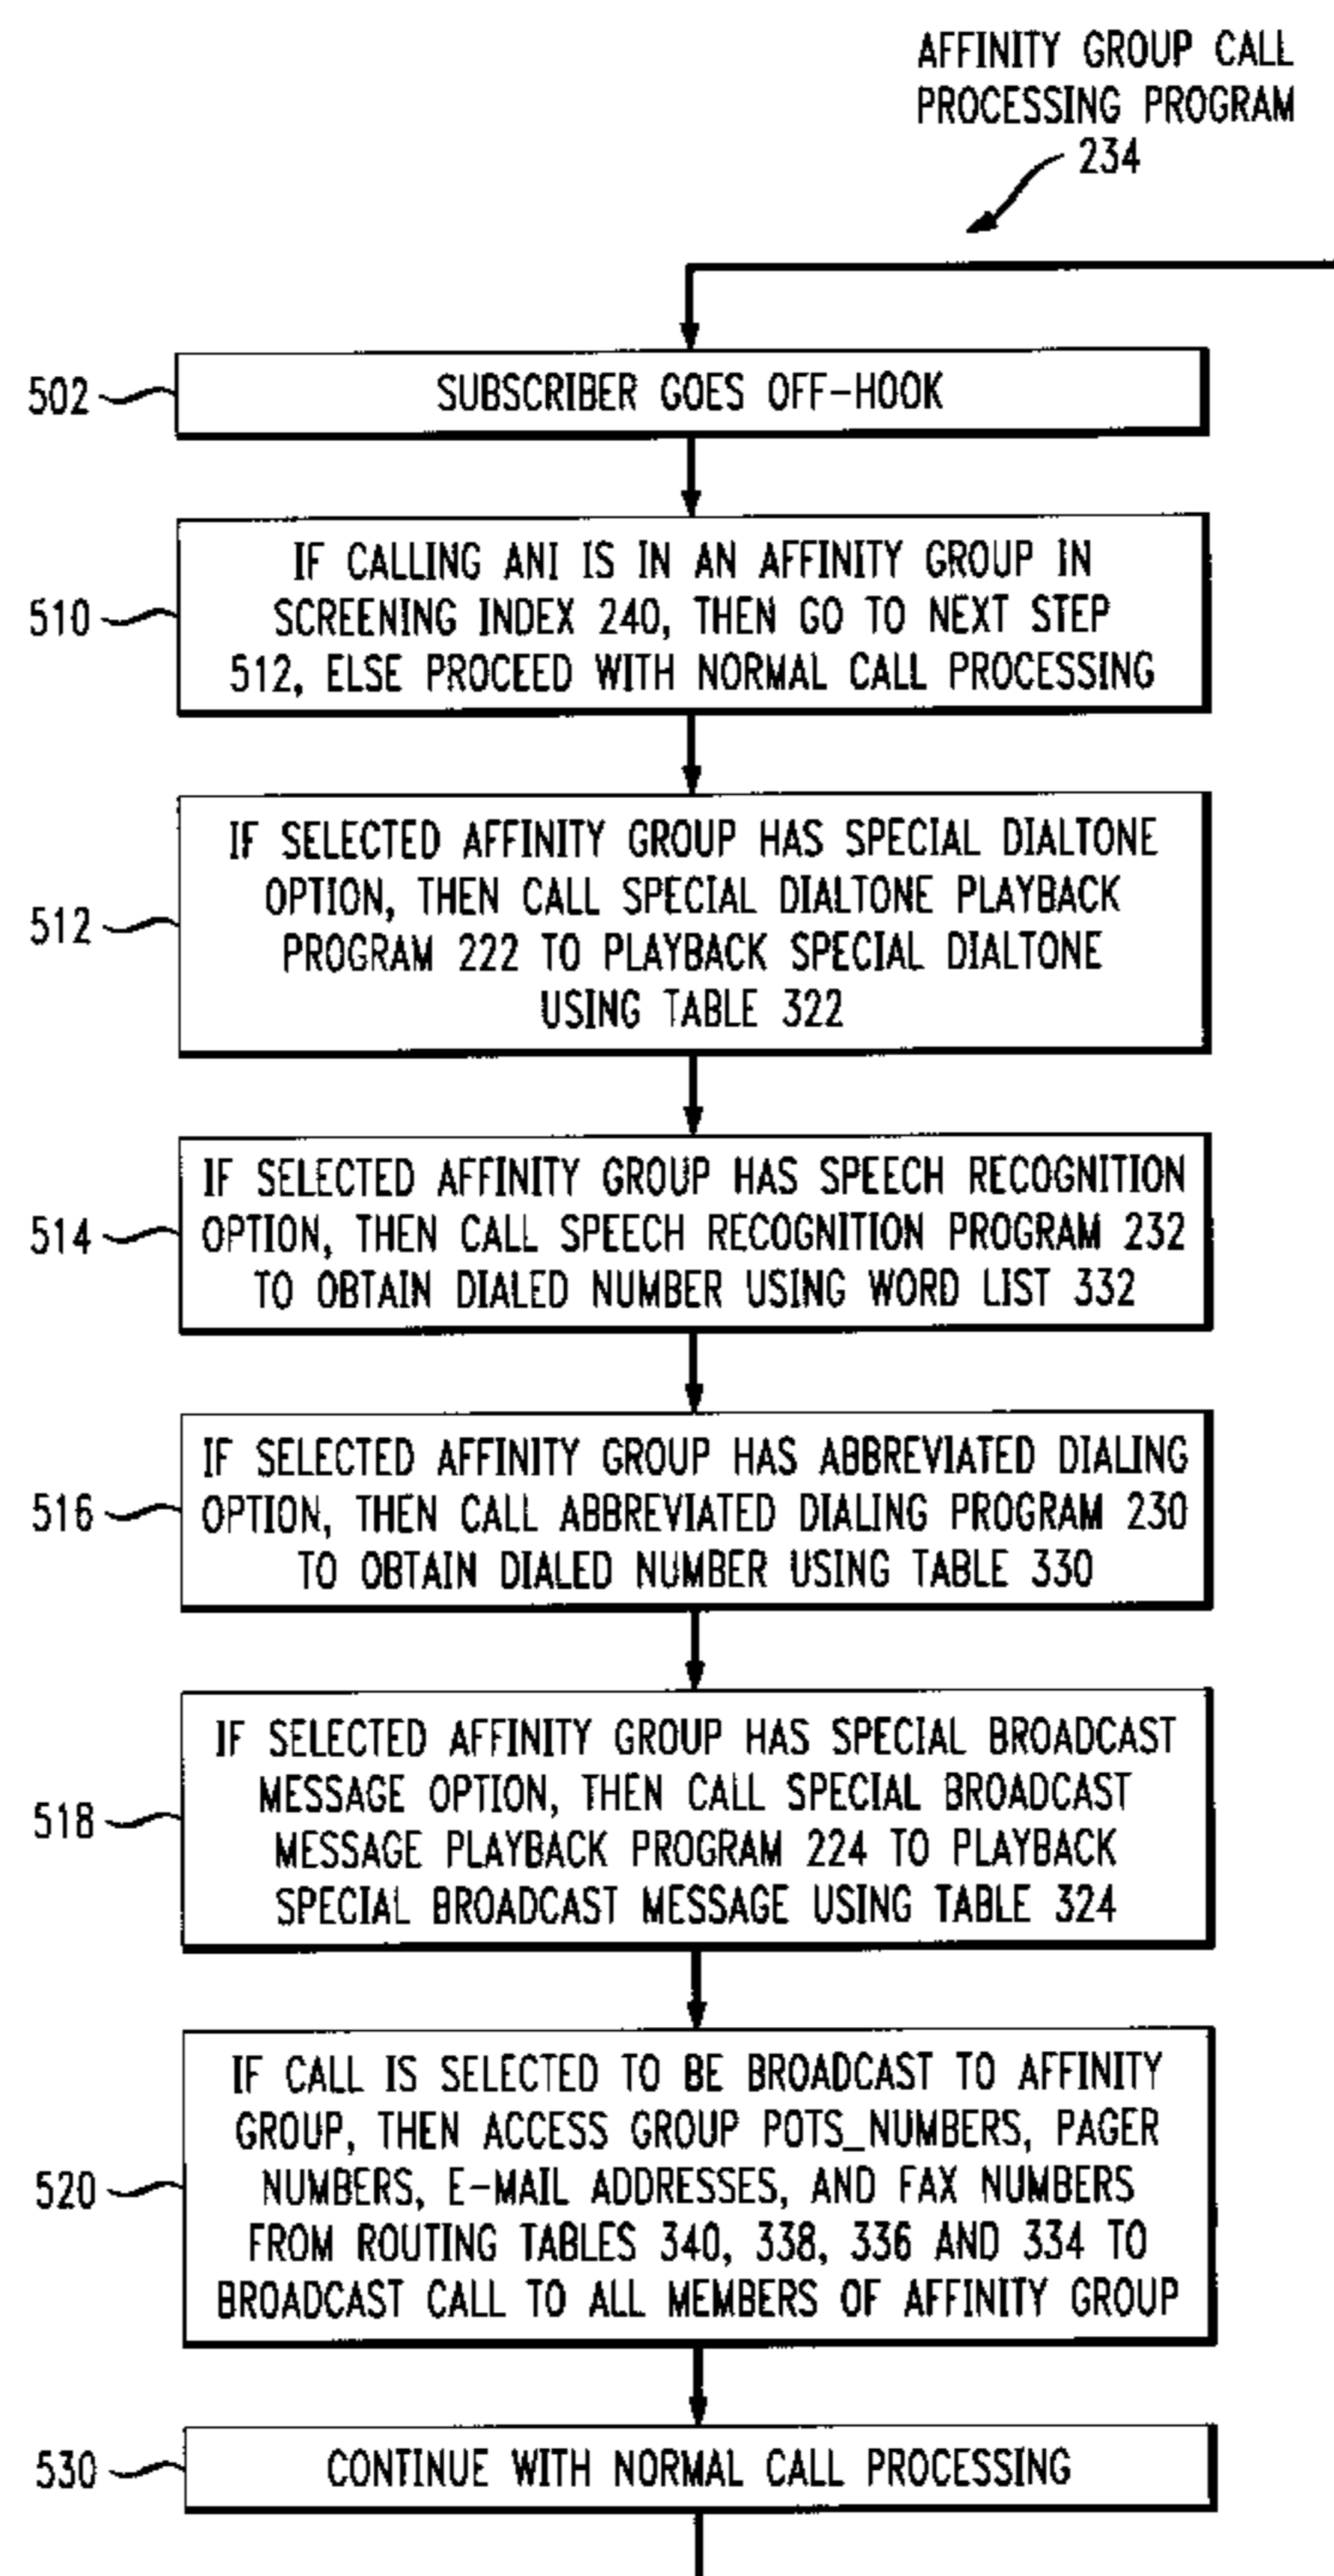 AFFINITY GROUP CALL
PROCESSING PROGRAM
234
502
SUBSCRIBER GOES OFF-HOOK
510
IF CALLING ANI IS IN AN AFFINITY GROUP IN
SCREENING INDEX 240, THEN GO TO NEXT STEP
512, ELSE PROCEED WITH NORMAL CALL PROCESSING
512
IF SELECTED AFFINITY GROUP HAS SPECIAL DIALTONE
OPTION, THEN CALL SPECIAL DIALTONE PLAYBACK
PROGRAM 222 TO PLAYBACK SPECIAL DIALTONE
USING TABLE 322
514
IF SELECTED AFFINITY GROUP HAS SPEECH RECOGNITION
OPTION, THEN CALL SPEECH RECOGNITION PROGRAM 232
TO OBTAIN DIALED NUMBER USING WORD LIST 332
516
IF SELECTED AFFINITY GROUP HAS ABBREVIATED DIALING
OPTION, THEN CALL ABBREVIATED DIALING PROGRAM 230
TO OBTAIN DIALED NUMBER USING TABLE 330
518
IF SELECTED AFFINITY GROUP HAS SPECIAL BROADCAST
MESSAGE OPTION, THEN CALL SPECIAL BROADCAST
MESSAGE PLAYBACK PROGRAM 224 TO PLAYBACK
SPECIAL BROADCAST MESSAGE USING TABLE 324
520
IF CALL IS SELECTED TO BE BROADCAST TO AFFINITY
GROUP, THEN ACCESS GROUP POTS_NUMBERS, PAGER
NUMBERS, E-MAIL ADDRESSES, AND FAX NUMBERS
FROM ROUTING TABLES 340, 338, 336 AND 334 TO
BROADCAST CALL TO ALL MEMBERS OF AFFINITY GROUP
530
CONTINUE WITH NORMAL CALL PROCESSING